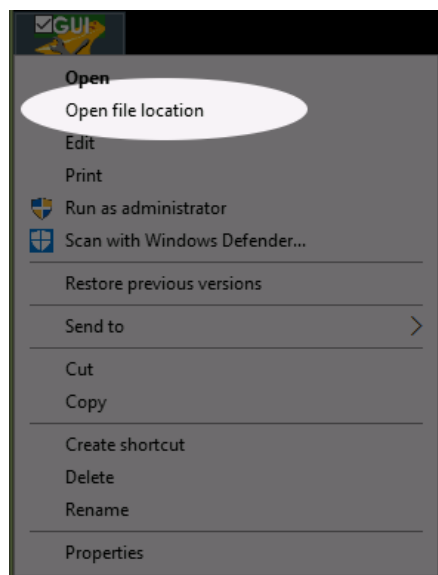 GUI
Open
Open file location
Edit
Print
Run as administrator
Scan with Windows Defender...
Restore previous versions
Send to
Cut
Copy
Create shortcut
Delete
Rename
Properties